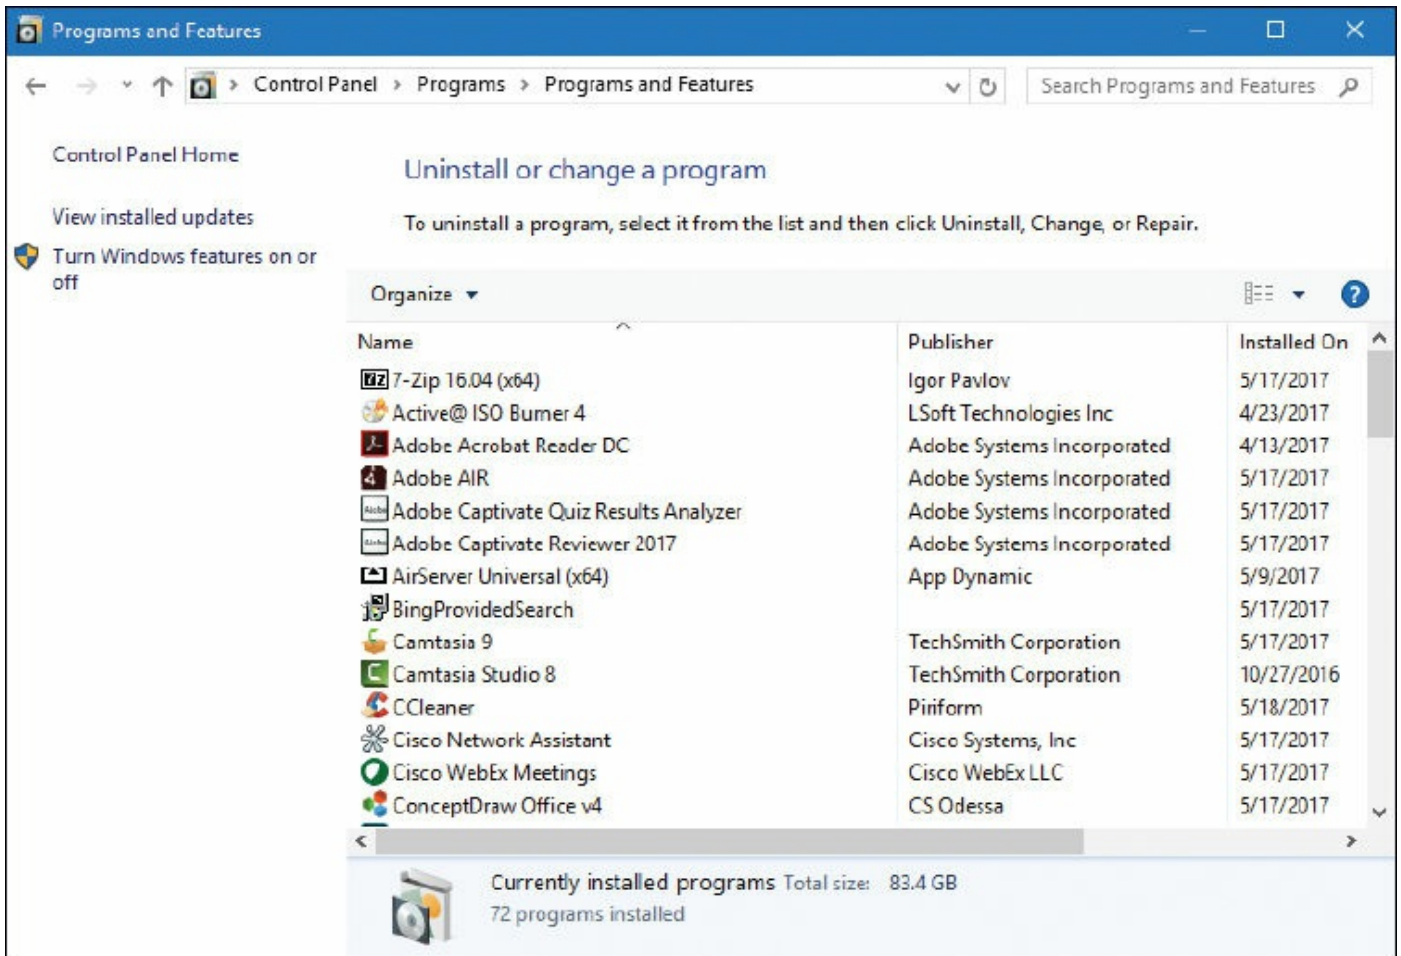 Programs and Features
Control Panel > Programs > Programs and Features
Search Programs and Features
Control Panel Home
View installed updates
Turn Windows features on or
off
Uninstall or change a program
To uninstall a program, select it from the list and then click Uninstall, Change, or Repair.
Organize
Name Publisher Installed On
7-Zip 16.04 (x64) Igor Pavlov 5/17/2017
Active@ ISO Burner 4 LSoft Technologies Inc 4/23/2017
Adobe Acrobat Reader DC Adobe Systems Incorporated 4/13/2017
Adobe AIR Adobe Systems Incorporated 5/17/2017
Adobe Captivate Quiz Results Analyzer Adobe Systems Incorporated 5/17/2017
Adobe Captivate Reviewer 2017 Adobe Systems Incorporated 5/17/2017
AirServer Universal (x64) App Dynamic 5/9/2017
BingProvidedSearch 5/17/2017
Camtasia 9 TechSmith Corporation 5/17/2017
Camtasia Studio 8 TechSmith Corporation 10/27/2016
CCleaner Piriform 5/18/2017
Cisco Network Assistant Cisco Systems, Inc 5/17/2017
Cisco WebEx Meetings Cisco WebEx LLC 5/17/2017
ConceptDraw Office v4 CS Odessa 5/17/2017
Currently installed programs Total size: 83.4 GB
72 programs installed